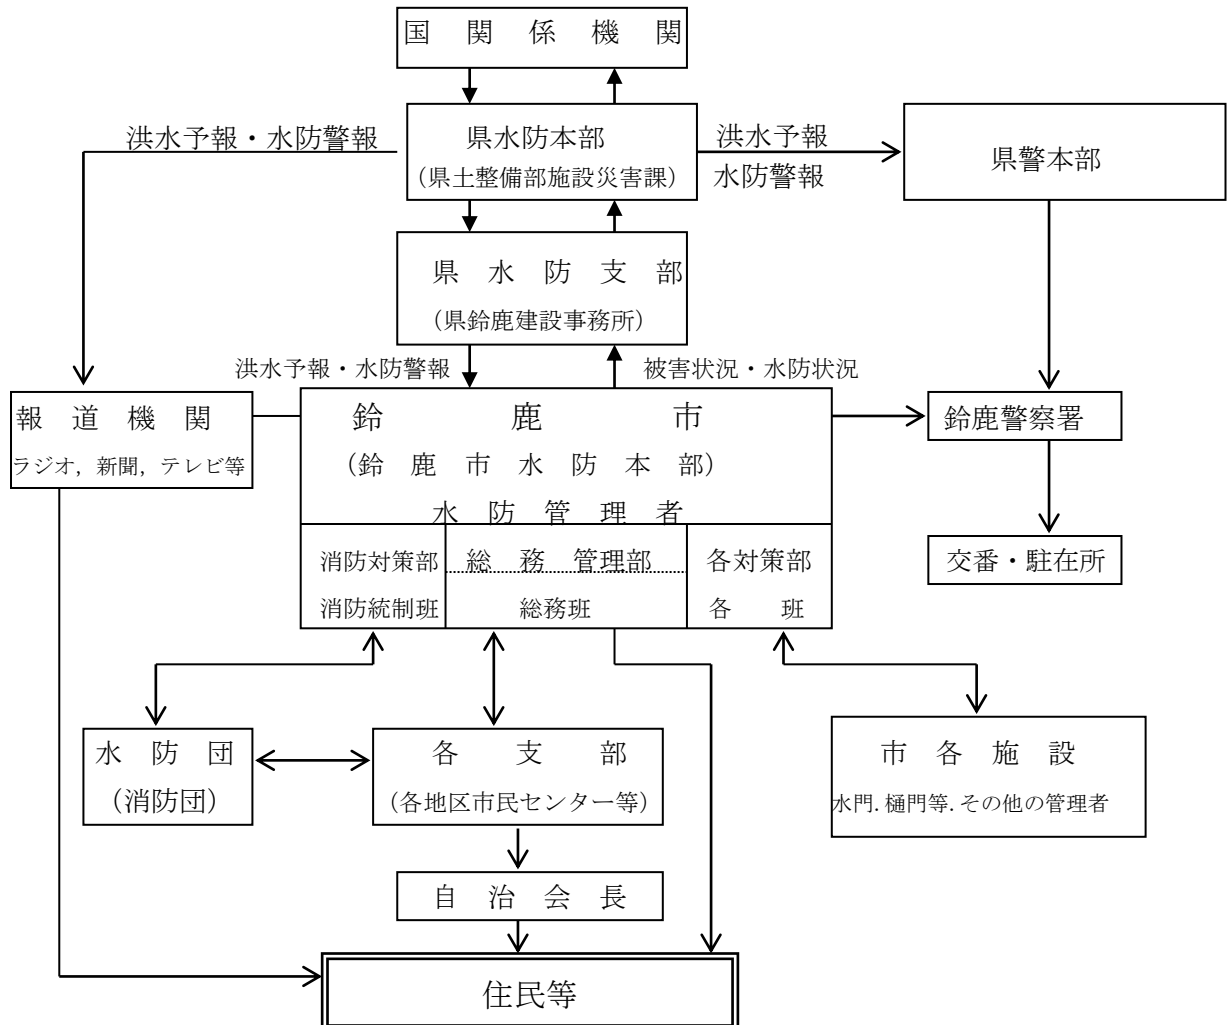 国関係機関
洪水予報・水防警報
県水防本部
(県土整備部施設災害課)
洪水予報
水防警報
県警本部
県水防支部
(県鈴鹿建設事務所)
洪水予報・水防警報
被害状況・水防状況
報道機関
ラジオ，新聞，テレビ等
鈴鹿市
(鈴鹿市水防本部)
水防管理者
鈴鹿警察署
消防対策部
消防統制班
総務管理部
総務班
各対策部
各班
交番・駐在所
水防団
(消防団)
各支部
(各地区市民センター等)
市各施設
水門.樋門等.その他の管理者
自治会長
住民等